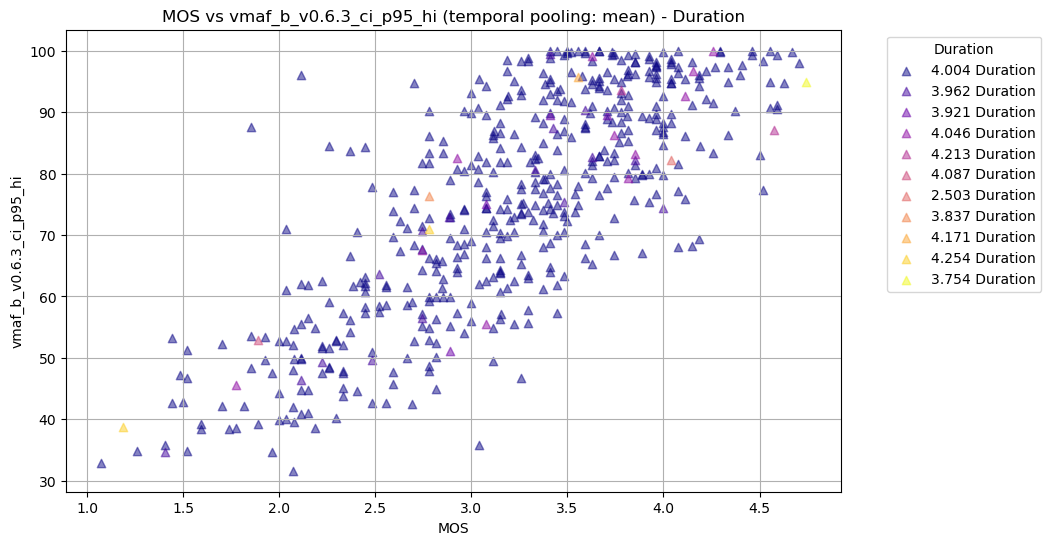 MOS vs vmaf_b_v0.6.3_ci_p95_hi (temporal pooling: mean) - Duration
vmaf_b_v0.6.3_ci_p95_hi
100
90
80
70
60
50
40
30
1.0 1.5 2.0 2.5 3.0 3.5 4.0 4.5
MOS
Duration
4.004 Duration
3.962 Duration
3.921 Duration
4.046 Duration
4.213 Duration
4.087 Duration
2.503 Duration
3.837 Duration
4.171 Duration
4.254 Duration
3.754 Duration